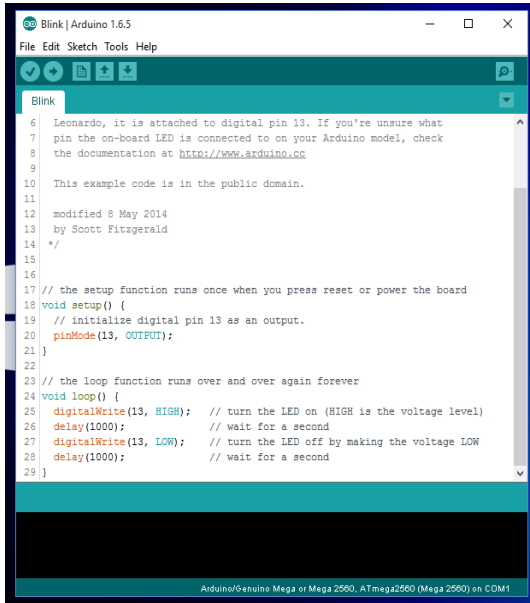 Blink | Arduino 1.6.5
File Edit Sketch Tools Help
Blink
6 Leonardo, it is attached to digital pin 13. If you're unsure what
7 pin the on-board LED is connected to on your Arduino model, check
8 the documentation at http://www.arduino.cc
9
10 This example code is in the public domain.
11
12 modified 8 May 2014
13 by Scott Fitzgerald
14 */
15
16
17 // the setup function runs once when you press reset or power the board
18 void setup() {
19 // initialize digital pin 13 as an output.
20 pinMode(13, OUTPUT);
21 }
22
23 // the loop function runs over and over again forever
24 void loop() {
25 digitalWrite(13, HIGH); // turn the LED on (HIGH is the voltage level)
26 delay(1000); // wait for a second
27 digitalWrite(13, LOW); // turn the LED off by making the voltage LOW
28 delay(1000); // wait for a second
29 }
Arduino/Genuino Mega or Mega 2560, ATmega2560 (Mega 2560) on COM1